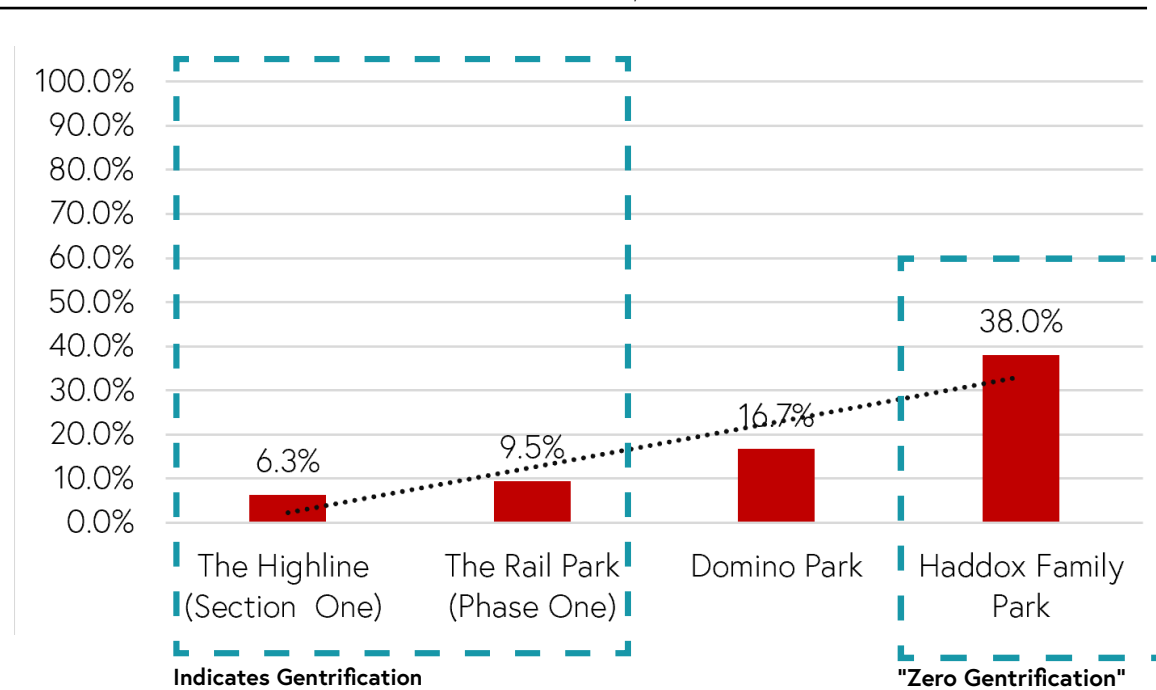 100.0%
90.0%
80.0%
70.0%
60.0%
50.0%
40.0%
30.0%
20.0%
10.0%
0.0%
6.3%
9.5%
16.7%
38.0%
The Highline
(Section One)
The Rail Park
(Phase One)
Domino Park
Haddox Family
Park
Indicates Gentrification
"Zero Gentrification"